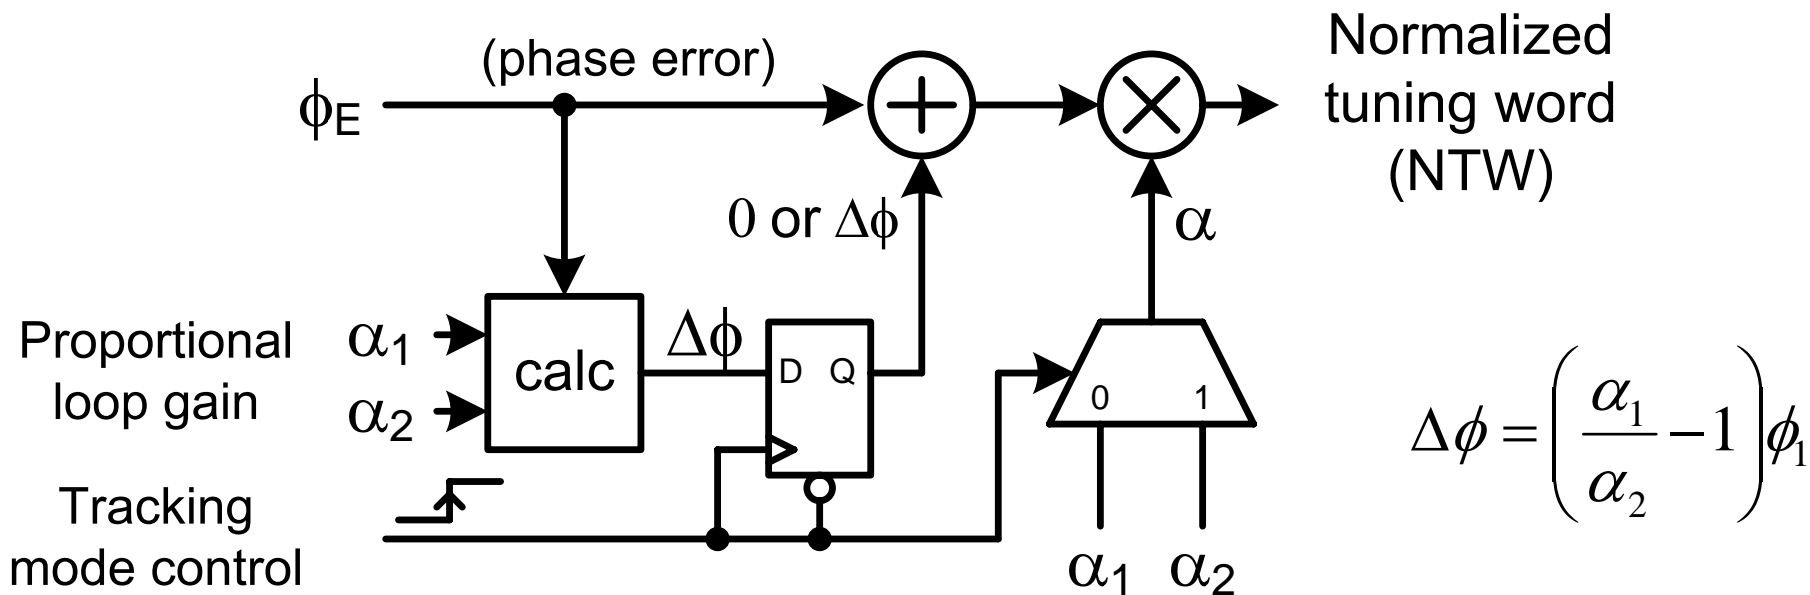 (phase error)
ϕE
Normalized
tuning word
(NTW)
0 or Δϕ
α
Proportional
loop gain
α1
α2
calc
Δϕ
D Q
0 1
Δϕ = (α1/α2 − 1)ϕ1
Tracking
mode control
α1 α2